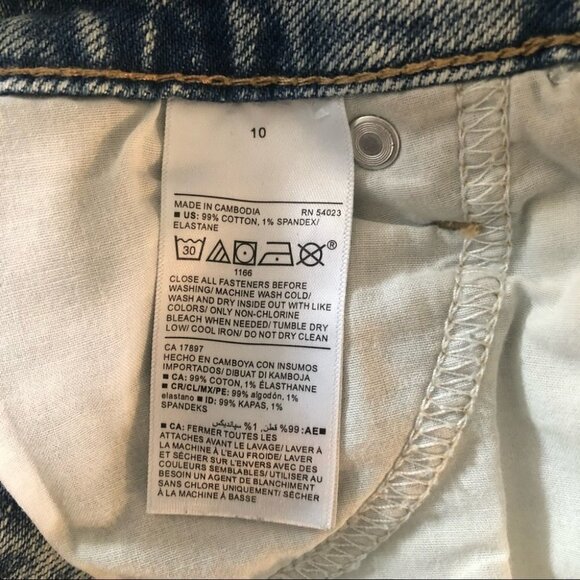 10
MADE IN CAMBODIA RN 54023
■ US: 99% COTTON, 1% SPANDEX/
ELASTANE
30
®
1166
CLOSE ALL FASTENERS BEFORE
WASHING/ MACHINE WASH COLD/
WASH AND DRY INSIDE OUT WITH LIKE
COLORS/ ONLY NON-CHLORINE
BLEACH WHEN NEEDED/ TUMBLE DRY
LOW/ COOL IRON/ DO NOT DRY CLEAN
CA 17897
HECHO EN CAMBOYA CON INSUMOS
IMPORTADOS/ DIBUAT DI KAMBOJA
■ CA: 99% COTON, 1% ÉLASTHANNE
■ CR/CL/MX/PE: 99% algodón, 1%
elastano ■ ID: 99% KAPAS, 1%
SPANDEKS
■ AE: 99% قطن, 1% سباندیکس
■ CA: FERMER TOUTES LES
ATTACHES AVANT LE LAVAGE/ LAVER À
LA MACHINE À L'EAU FROIDE/ LAVER
ET SÉCHER SUR L'ENVERS AVEC DES
COULEURS SEMBLABLES/ UTILISER AU
BESOIN UN AGENT DE BLANCHIMENT
SANS CHLORE UNIQUEMENT/ SÉCHER
À LA MACHINE À BASSE